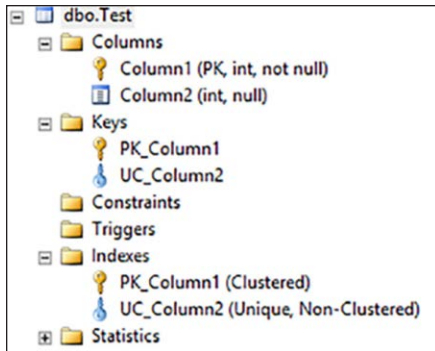 dbo.Test
Columns
Column1 (PK, int, not null)
Column2 (int, null)
Keys
PK_Column1
UC_Column2
Constraints
Triggers
Indexes
PK_Column1 (Clustered)
UC_Column2 (Unique, Non-Clustered)
Statistics